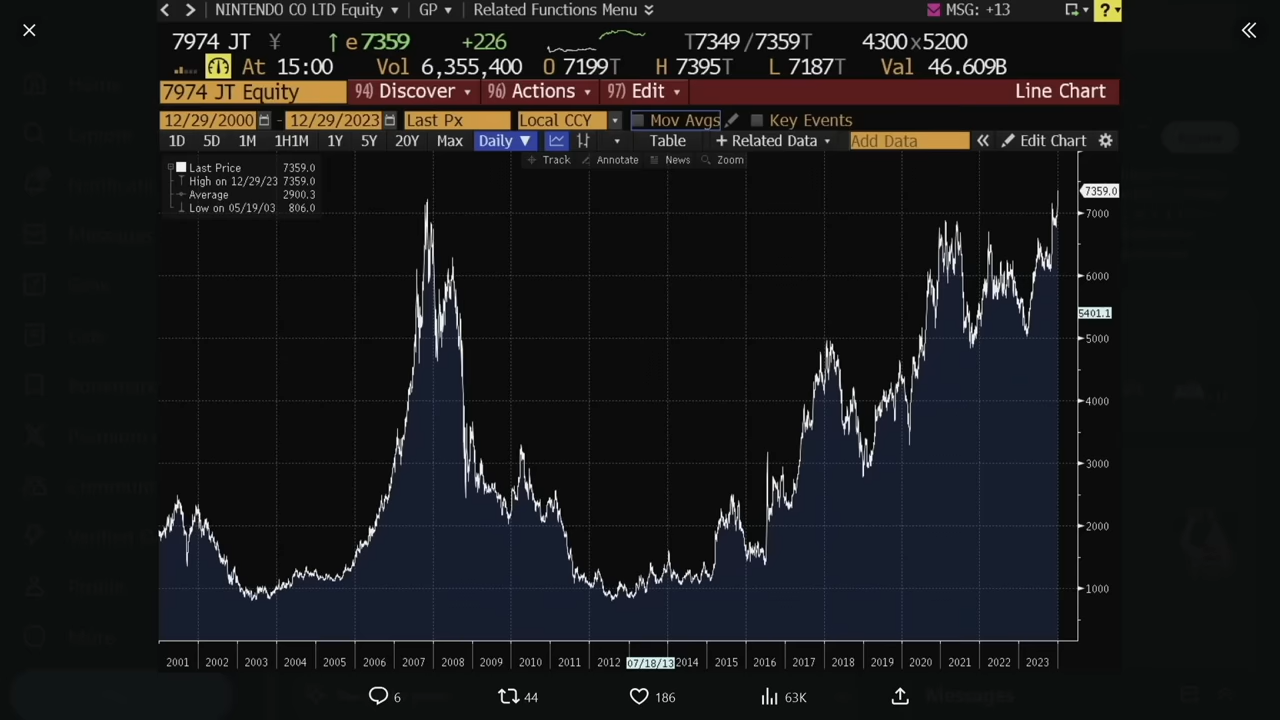 NINTENDO CO LTD Equity GP Related Functions Menu MSG: +13 ?
7974 JT ¥ ↑ e 7359 +226 T7349 /7359T 4300x5200
At 15:00 Vol 6,355,400 O 7199T H 7395T L 7187T Val 46.609B
7974 JT Equity 94) Discover 96) Actions 97) Edit Line Chart
12/29/2000 - 12/29/2023 Last Px Local CCY Mov Avgs Key Events
1D 5D 1M 1H1M 1Y 5Y 20Y Max Daily ▼ Table + Related Data Add Data « Edit Chart
Track Annotate News Zoom
Last Price 7359.0
High on 12/29/23 7359.0
Average 2900.3
Low on 05/19/03 806.0
7359.0
7000
6000
5401.1
5000
4000
3000
2000
1000
2001 2002 2003 2004 2005 2006 2007 2008 2009 2010 2011 2012 07/18/13 2014 2015 2016 2017 2018 2019 2020 2021 2022 2023
6 44 186 63K